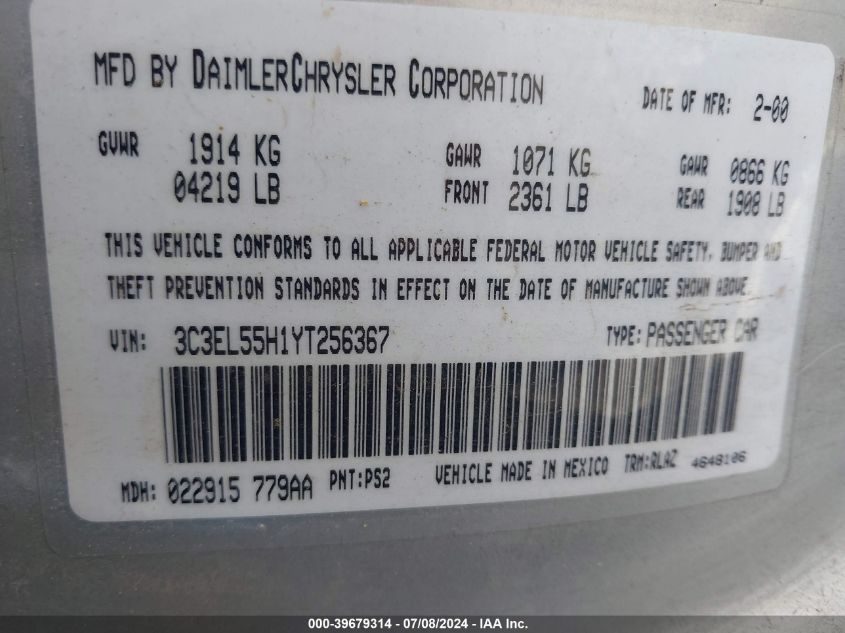 MFD BY DAIMLERCHRYSLER CORPORATION DATE OF MFR: 2-00
GVWR 1914 KG GAWR 1071 KG GAWR 0866 KG
04219 LB FRONT 2361 LB REAR 1908 LB
THIS VEHICLE CONFORMS TO ALL APPLICABLE FEDERAL MOTOR VEHICLE SAFETY, BUMPER AND
THEFT PREVENTION STANDARDS IN EFFECT ON THE DATE OF MANUFACTURE SHOWN ABOVE
VIN: 3C3EL55H1YT256367 TYPE: PASSENGER CAR
MDH: 022915 779AA PNT:PS2 VEHICLE MADE IN MEXICO TRM:RLAZ 4648106
000-39679314 - 07/08/2024 - IAA Inc.